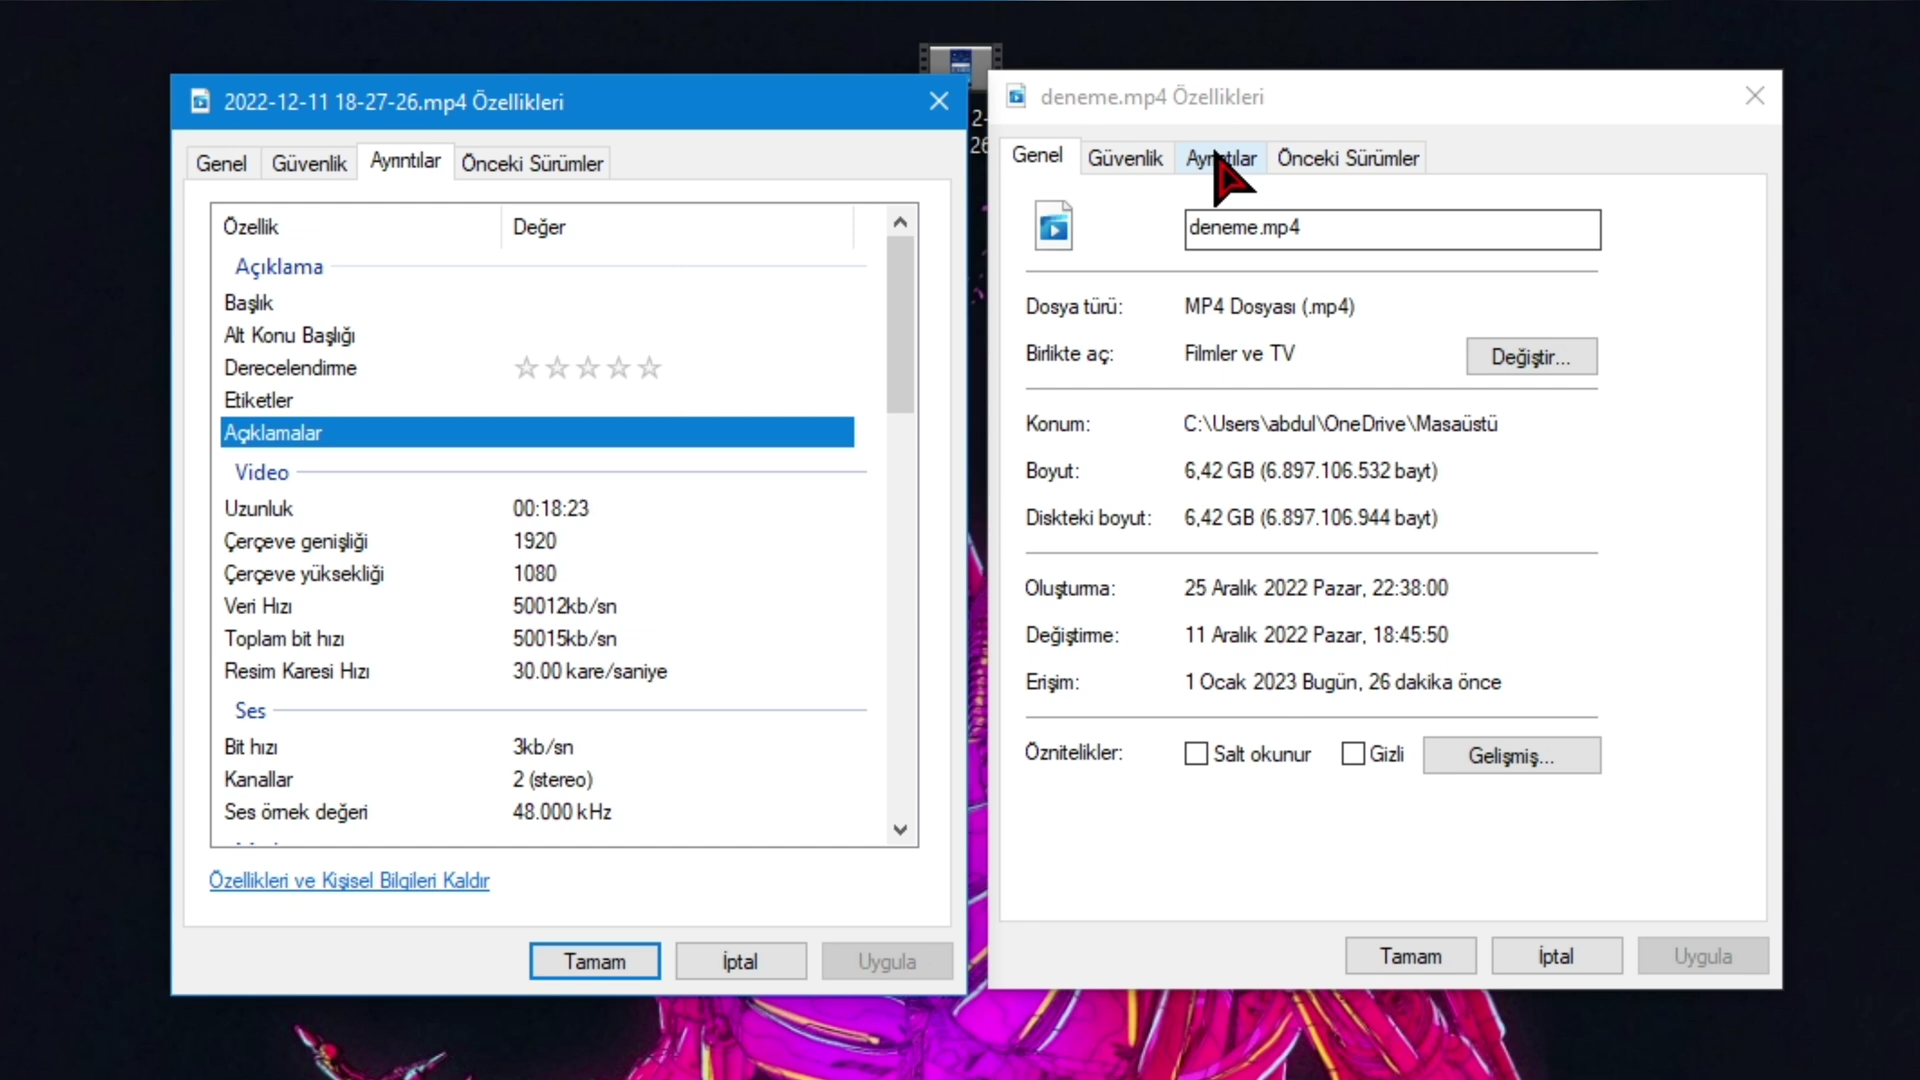 2022-12-11 18-27-26.mp4 Özellikleri
Genel Güvenlik Ayrıntılar Önceki Sürümler
Özellik Değer
Açıklama
Başlık
Alt Konu Başlığı
Derecelendirme
Etiketler
Açıklamalar
Video
Uzunluk 00:18:23
Çerçeve genişliği 1920
Çerçeve yüksekliği 1080
Veri Hızı 50012kb/sn
Toplam bit hızı 50015kb/sn
Resim Karesi Hızı 30.00 kare/saniye
Ses
Bit hızı 3kb/sn
Kanallar 2 (stereo)
Ses örnek değeri 48.000 kHz
Özellikleri ve Kişisel Bilgileri Kaldır
Tamam İptal Uygula
2-
26
deneme.mp4 Özellikleri
Genel Güvenlik Ayrıntılar Önceki Sürümler
deneme.mp4
Dosya türü: MP4 Dosyası (.mp4)
Birlikte aç: Filmler ve TV Değiştir...
Konum: C:\Users\abdul\OneDrive\Masaüstü
Boyut: 6,42 GB (6.897.106.532 bayt)
Diskteki boyut: 6,42 GB (6.897.106.944 bayt)
Oluşturma: 25 Aralık 2022 Pazar, 22:38:00
Değiştirme: 11 Aralık 2022 Pazar, 18:45:50
Erişim: 1 Ocak 2023 Bugün, 26 dakika önce
Öznitelikler: Salt okunur Gizli Gelişmiş...
Tamam İptal Uygula